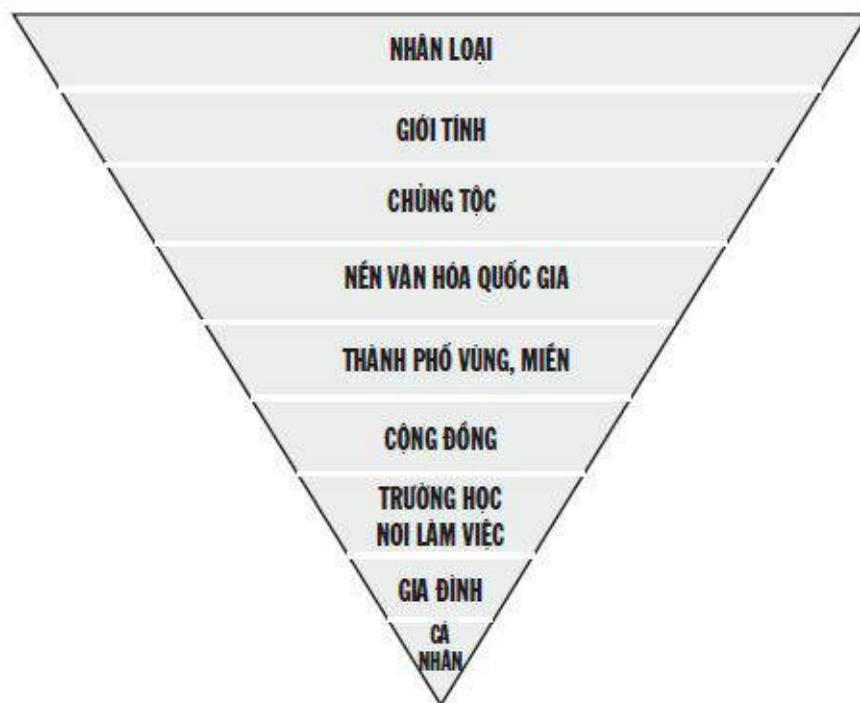 NHÂN LOẠI
GIỚI TÍNH
CHỦNG TỘC
NỀN VĂN HÓA QUỐC GIA
THÀNH PHỐ VÙNG, MIỀN
CỘNG ĐỒNG
TRƯỜNG HỌC
NƠI LÀM VIỆC
GIA ĐÌNH
CÁ
NHÂN